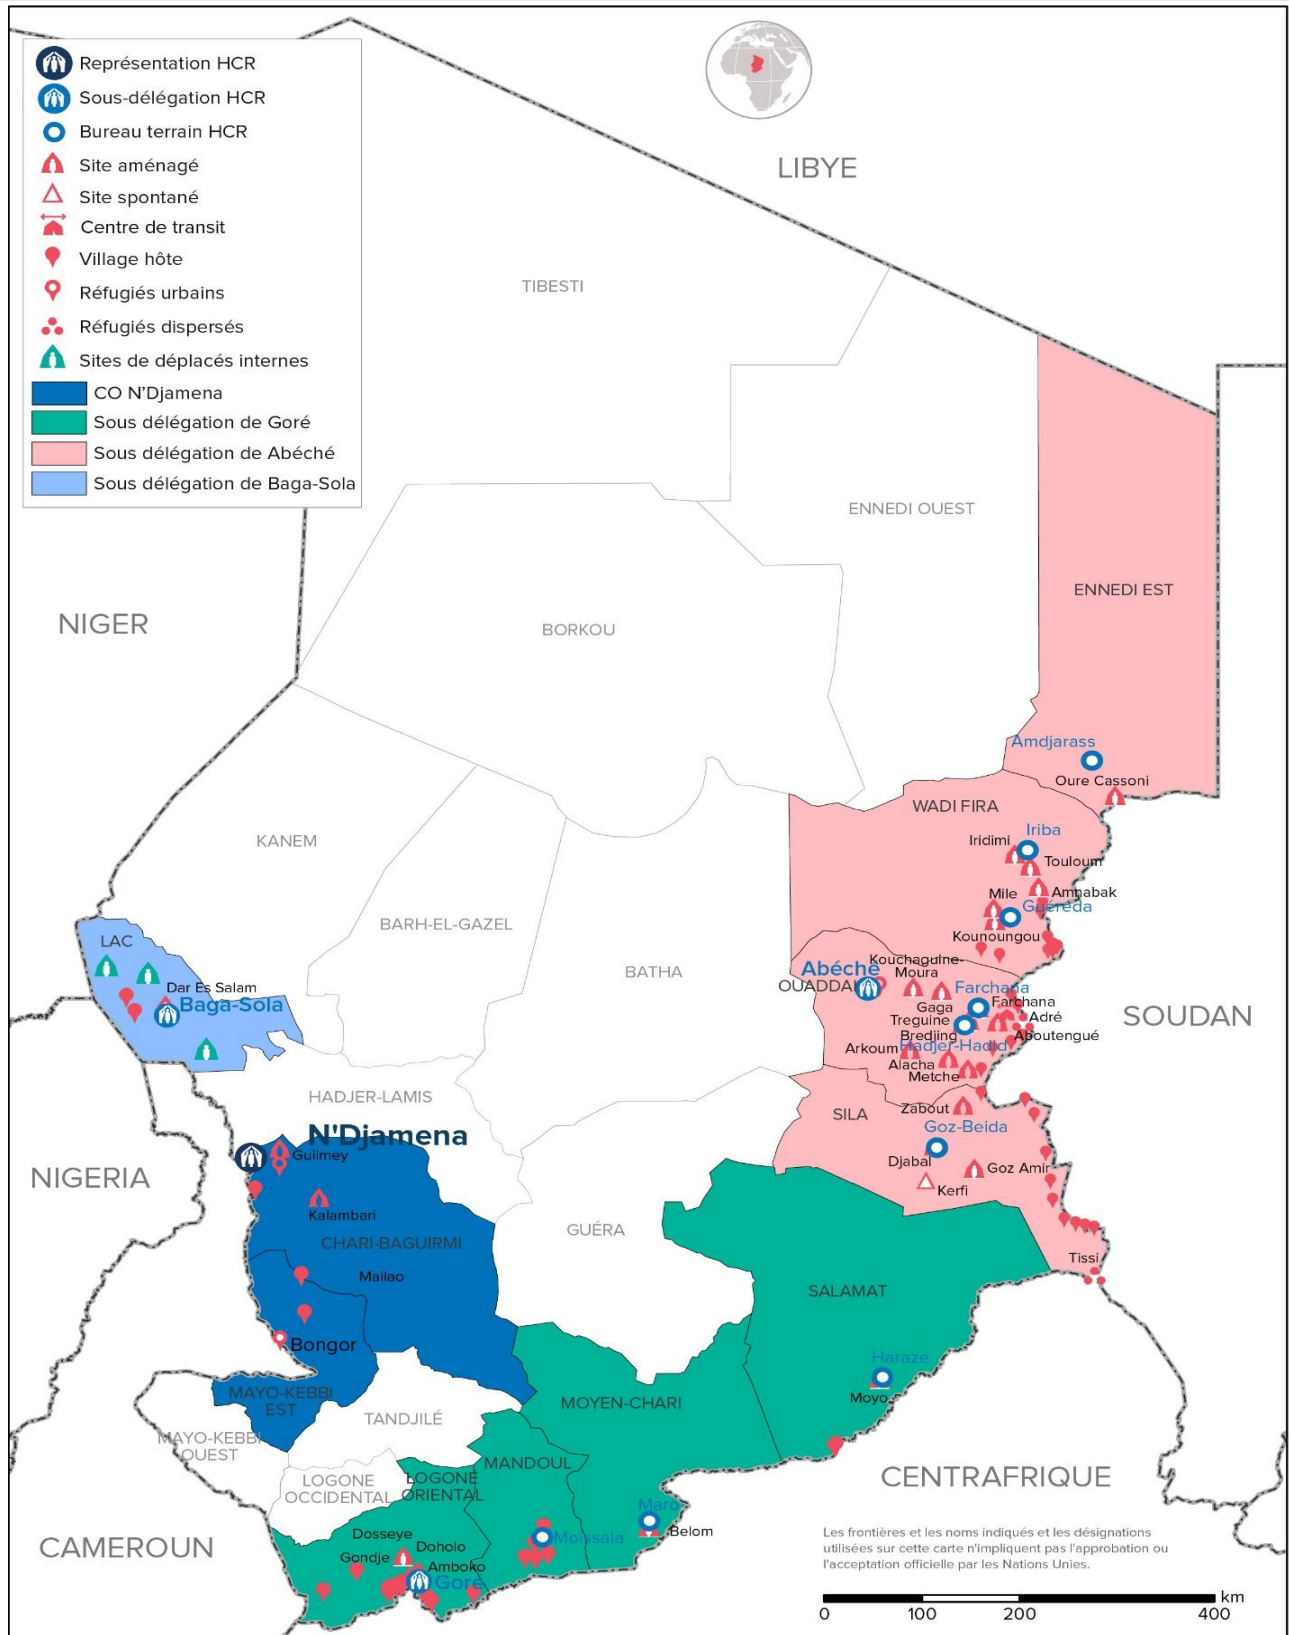 Représentation HCR
Sous-délégation HCR
Bureau terrain HCR
Site aménagé
Site spontané
Centre de transit
Village hôte
Réfugiés urbains
Réfugiés dispersés
Sites de déplacés internes
CO N'Djamena
Sous délégation de Goré
Sous délégation de Abéché
Sous délégation de Baga-Sola
LIBYE
TIBESTI
ENNEDI OUEST
ENNEDI EST
NIGER
BORKOU
Amdjarass
Oure Cassoni
WADI FIRA
Iriba
Iridimi
Touloum
KANEM
Mile
Amnabak
Guéréda
BARH-EL-GAZEL
Kounoungou
LAC
BATHA
Kouchaguine-
Moura
Abéché
OUADDAI
Dar Es Salam
Baga-Sola
Farchana
Farchana
Gaga
Adré
SOUDAN
Treguine
Bredjing
Aboutengué
Hadjer-Hadid
Arkoum
Alacha
Metche
HADJER-LAMIS
SILA
Zabout
Goz-Beida
N'Djamena
Guilmey
Djabal
Goz Amir
NIGERIA
Kerfi
Kalambari
GUÉRA
CHARI-BAGUIRMI
Tissi
Mailao
SALAMAT
Bongor
Haraze
MAYO-KEBBI
EST
Moyo
MOYEN-CHARI
TANDJILÉ
MAYO-KEBBI
OUEST
MANDOUL
CENTRAFRIQUE
LOGONE
OCCIDENTAL
LOGONE
ORIENTAL
Maro
Belom
Moissala
Dosseye
Doholo
CAMEROUN
Gondje
Amboko
Goré
Les frontières et les noms indiqués et les désignations
utilisées sur cette carte n'impliquent pas l'approbation ou
l'acceptation officielle par les Nations Unies.
km
0 100 200 400